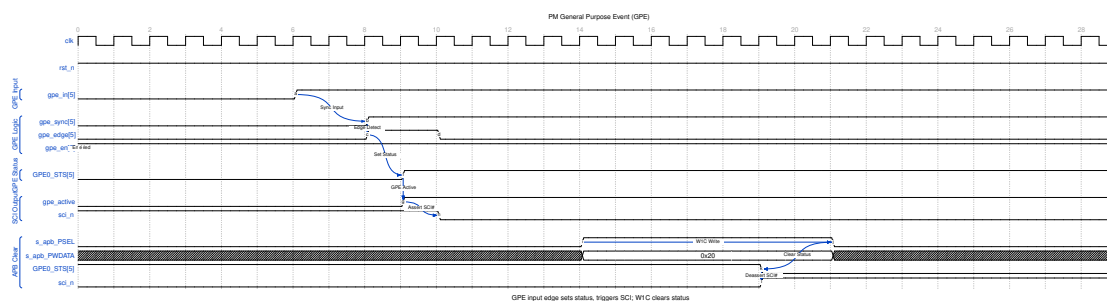 PM General Purpose Event (GPE)
0 2 4 6 8 10 12 14 16 18 20 22 24 26 28
clk
rst_n
GPE Input
gpe_in[5]
Sync Input
GPE Logic
gpe_sync[5]
Edge Detect
gpe_edge[5]
gpe_en
Set Status
GPE Status
GPE0_STS[5]
GPE Active
SCI Output
gpe_active
Assert SCI#
sci_n
APB Clear
s_apb_PSEL
W1C Write
s_apb_PWDATA
0x20
Clear Status
GPE0_STS[5]
Deassert SCI#
sci_n
GPE input edge sets status, triggers SCI; W1C clears status